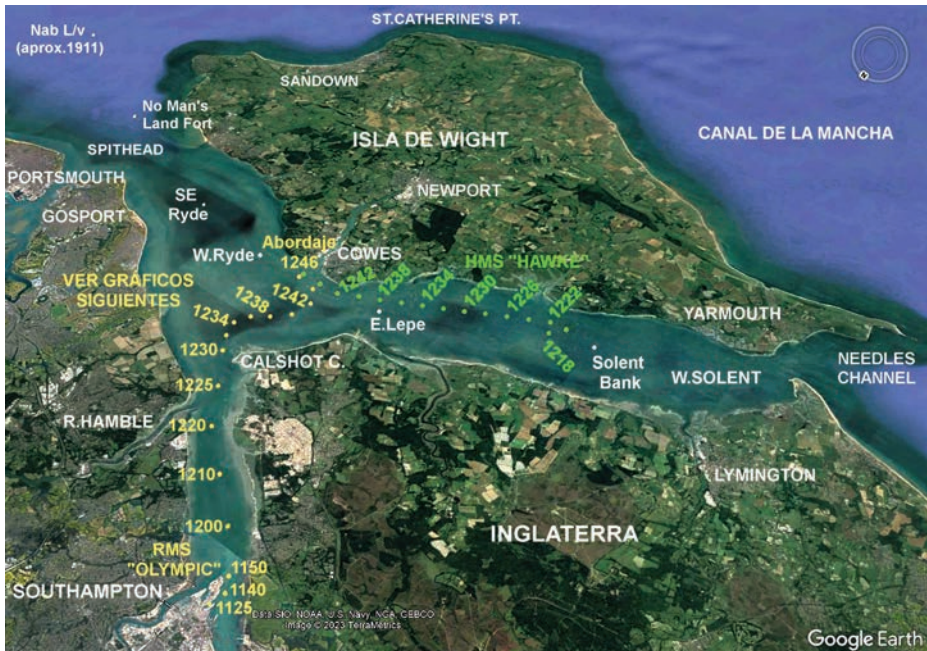 ST.CATHERINE'S PT.
Nab L/v
(aprox.1911)
SANDOWN
No Man's
Land Fort
ISLA DE WIGHT
CANAL DE LA MANCHA
SPITHEAD
PORTSMOUTH
NEWPORT
SE
Ryde
GOSPORT
Abordaje
1246
W.Ryde
COWES
HMS "HAWKE"
VER GRÁFICOS
SIGUIENTES
1242
1238
1234
1230
1226
1222
1218
1242
1238
1234
E.Lepe
YARMOUTH
1230
CALSHOT C.
Solent
Bank
W.SOLENT
NEEDLES
CHANNEL
1225
R.HAMBLE
1220
1210
LYMINGTON
1200
INGLATERRA
RMS
"OLYMPIC"
1150
SOUTHAMPTON
1140
1125
Data SIO, NOAA, U.S. Navy, NGA, GEBCO
Image © 2023 TerraMetrics
Google Earth